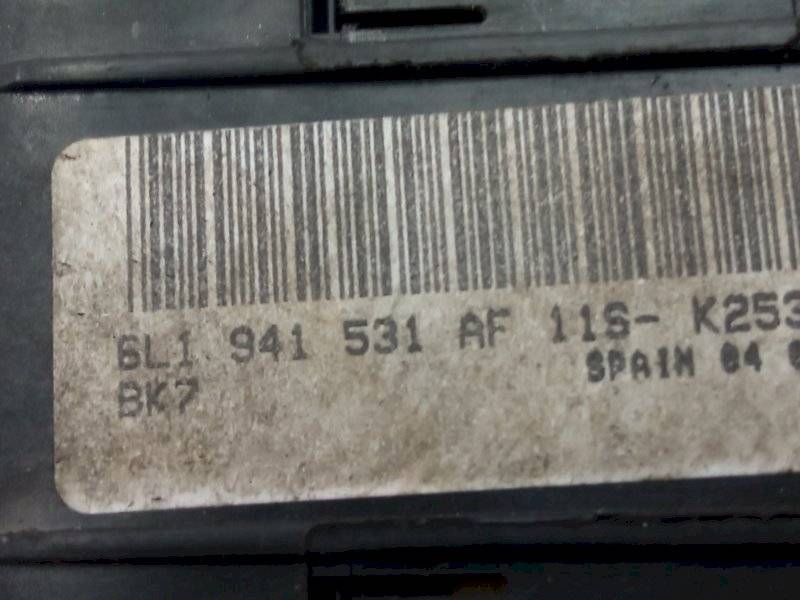 6L1 941 531 AF 11S- K253
SPAIN 04
BK7